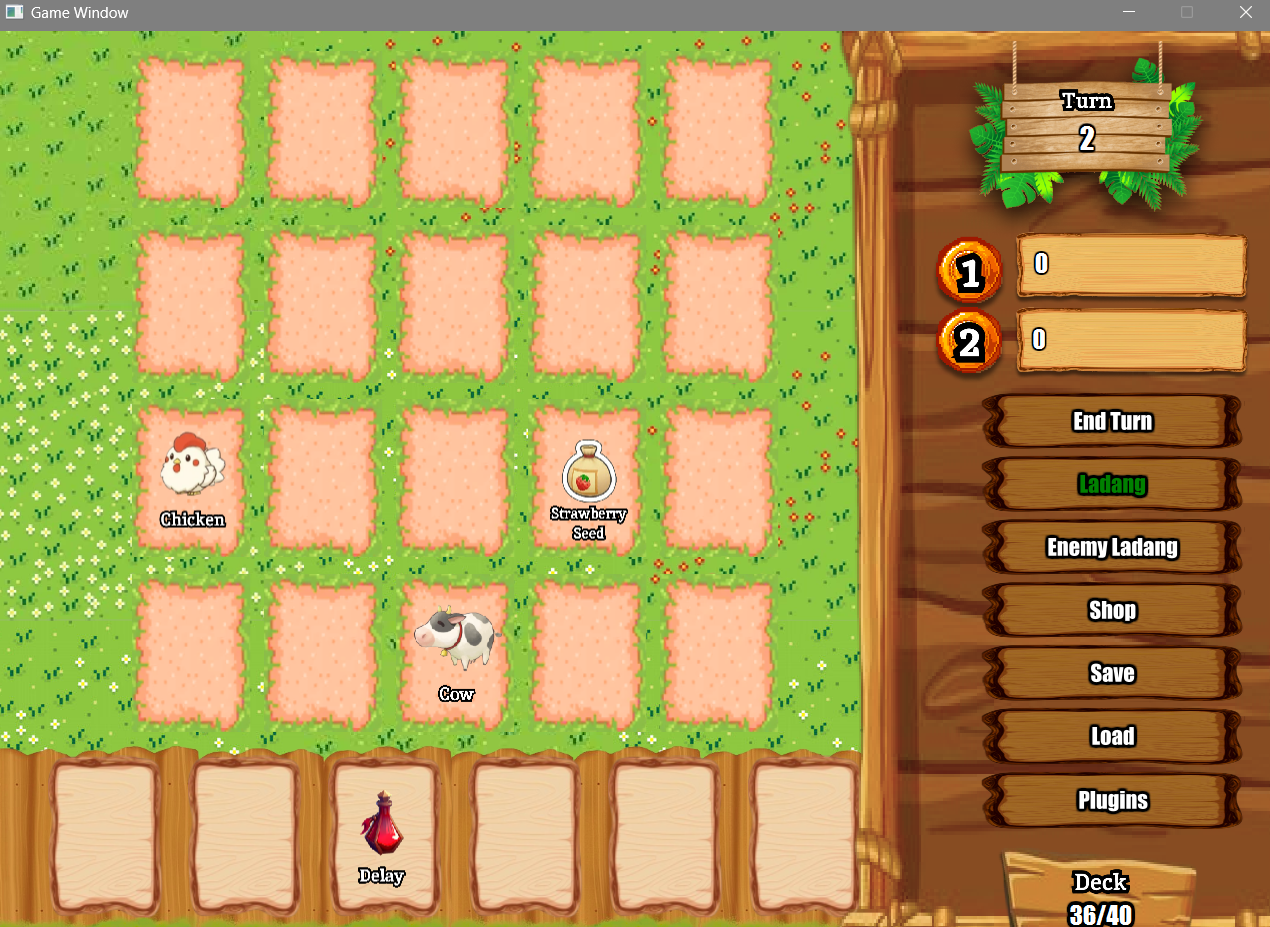 Game Window
Turn
2
1
0
2
0
Chicken
Strawberry
Seed
Cow
Delay
End Turn
Ladang
Enemy Ladang
Shop
Save
Load
Plugins
Deck
36/40